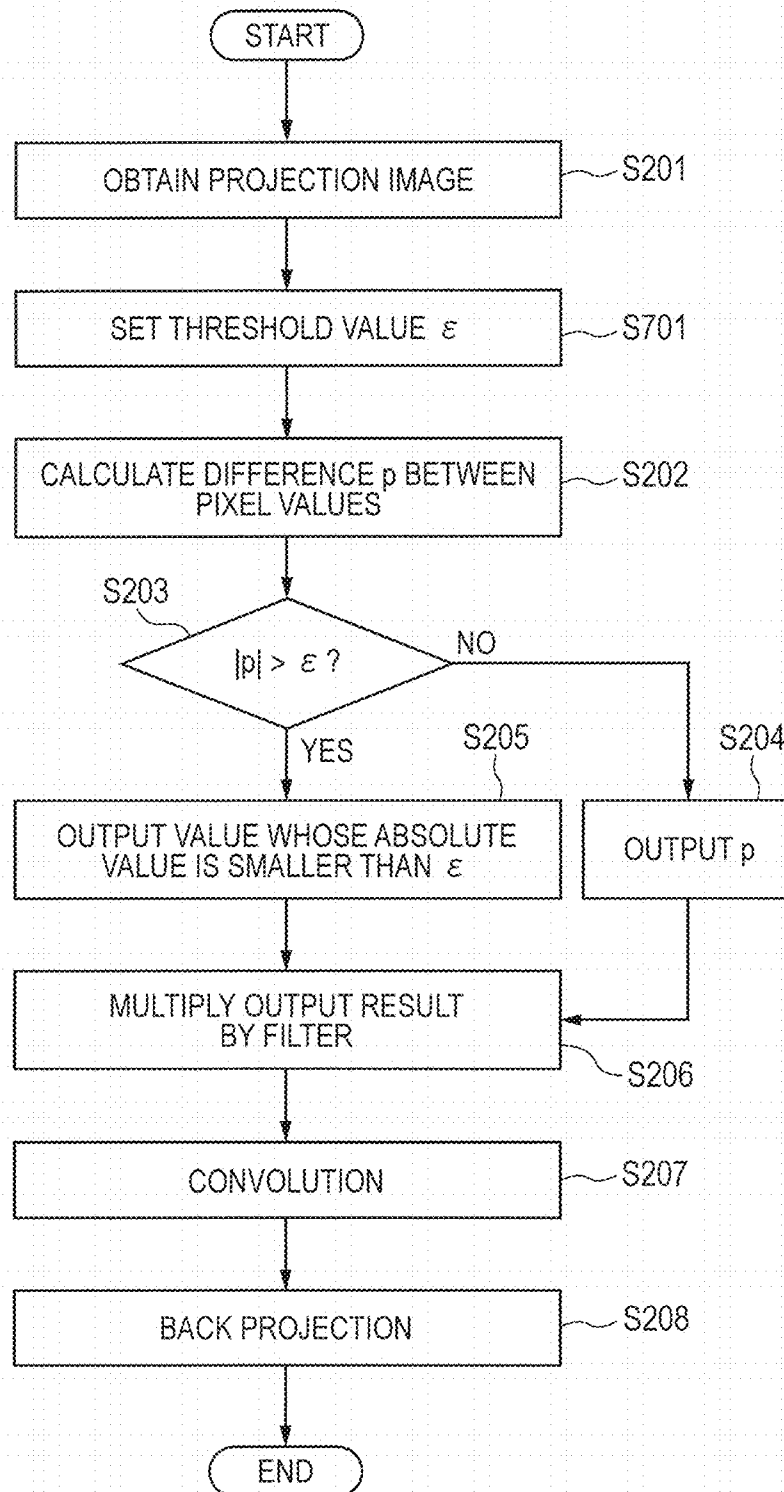 START
OBTAIN PROJECTION IMAGE
S201
SET THRESHOLD VALUE ε
S701
CALCULATE DIFFERENCE p BETWEEN
PIXEL VALUES
S202
S203
|p| > ε ?
NO
YES
S205
S204
OUTPUT VALUE WHOSE ABSOLUTE
VALUE IS SMALLER THAN ε
OUTPUT p
MULTIPLY OUTPUT RESULT
BY FILTER
S206
CONVOLUTION
S207
BACK PROJECTION
S208
END